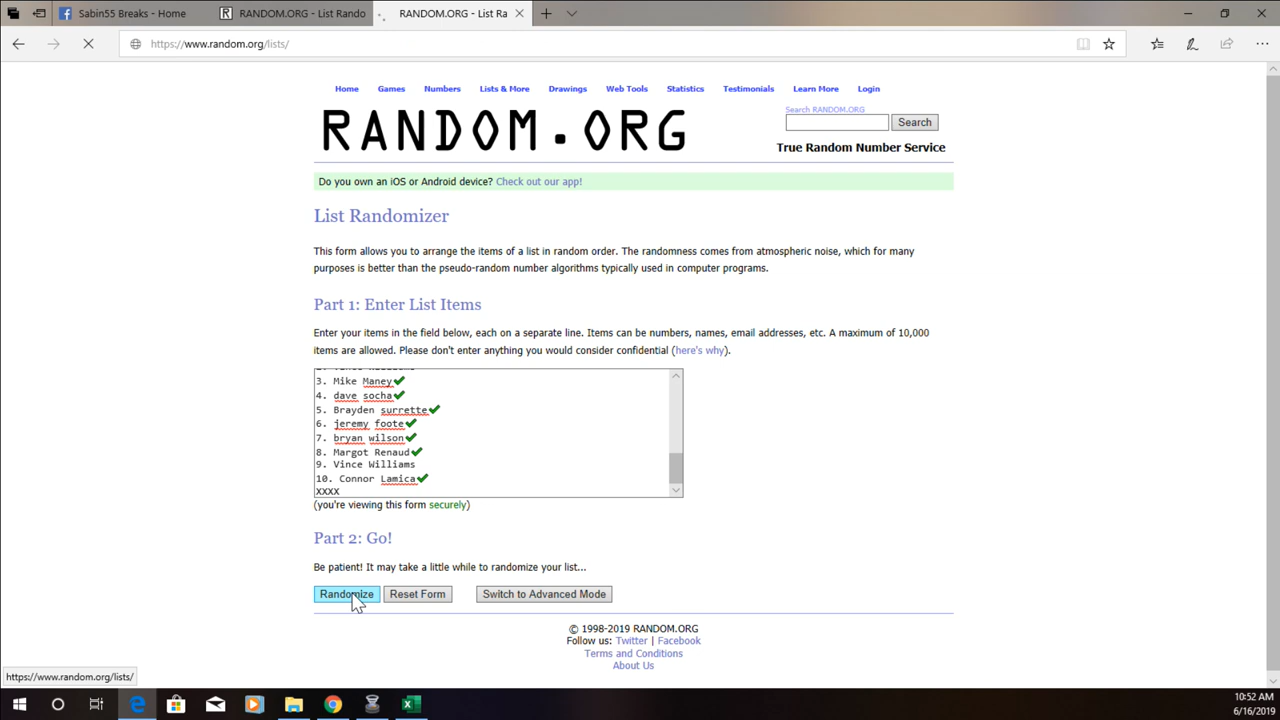 Sabin55 Breaks - Home
RANDOM.ORG - List Rando
RANDOM.ORG - List Ra
https://www.random.org/lists/
Home Games Numbers Lists & More Drawings Web Tools Statistics Testimonials Learn More Login
RANDOM.ORG
Search RANDOM.ORG
Search
True Random Number Service
Do you own an iOS or Android device? Check out our app!
List Randomizer
This form allows you to arrange the items of a list in random order. The randomness comes from atmospheric noise, which for many
purposes is better than the pseudo-random number algorithms typically used in computer programs.
Part 1: Enter List Items
Enter your items in the field below, each on a separate line. Items can be numbers, names, email addresses, etc. A maximum of 10,000
items are allowed. Please don't enter anything you would consider confidential (here's why).
3. Mike Maney✔
4. dave socha✔
5. Brayden surrette✔
6. jeremy foote✔
7. bryan wilson✔
8. Margot Renaud✔
9. Vince Williams
10. Connor Lamica✔
XXXX
(you're viewing this form securely)
Part 2: Go!
Be patient! It may take a little while to randomize your list...
Randomize Reset Form Switch to Advanced Mode
© 1998-2019 RANDOM.ORG
Follow us: Twitter | Facebook
Terms and Conditions
About Us
https://www.random.org/lists/
10:52 AM
6/16/2019